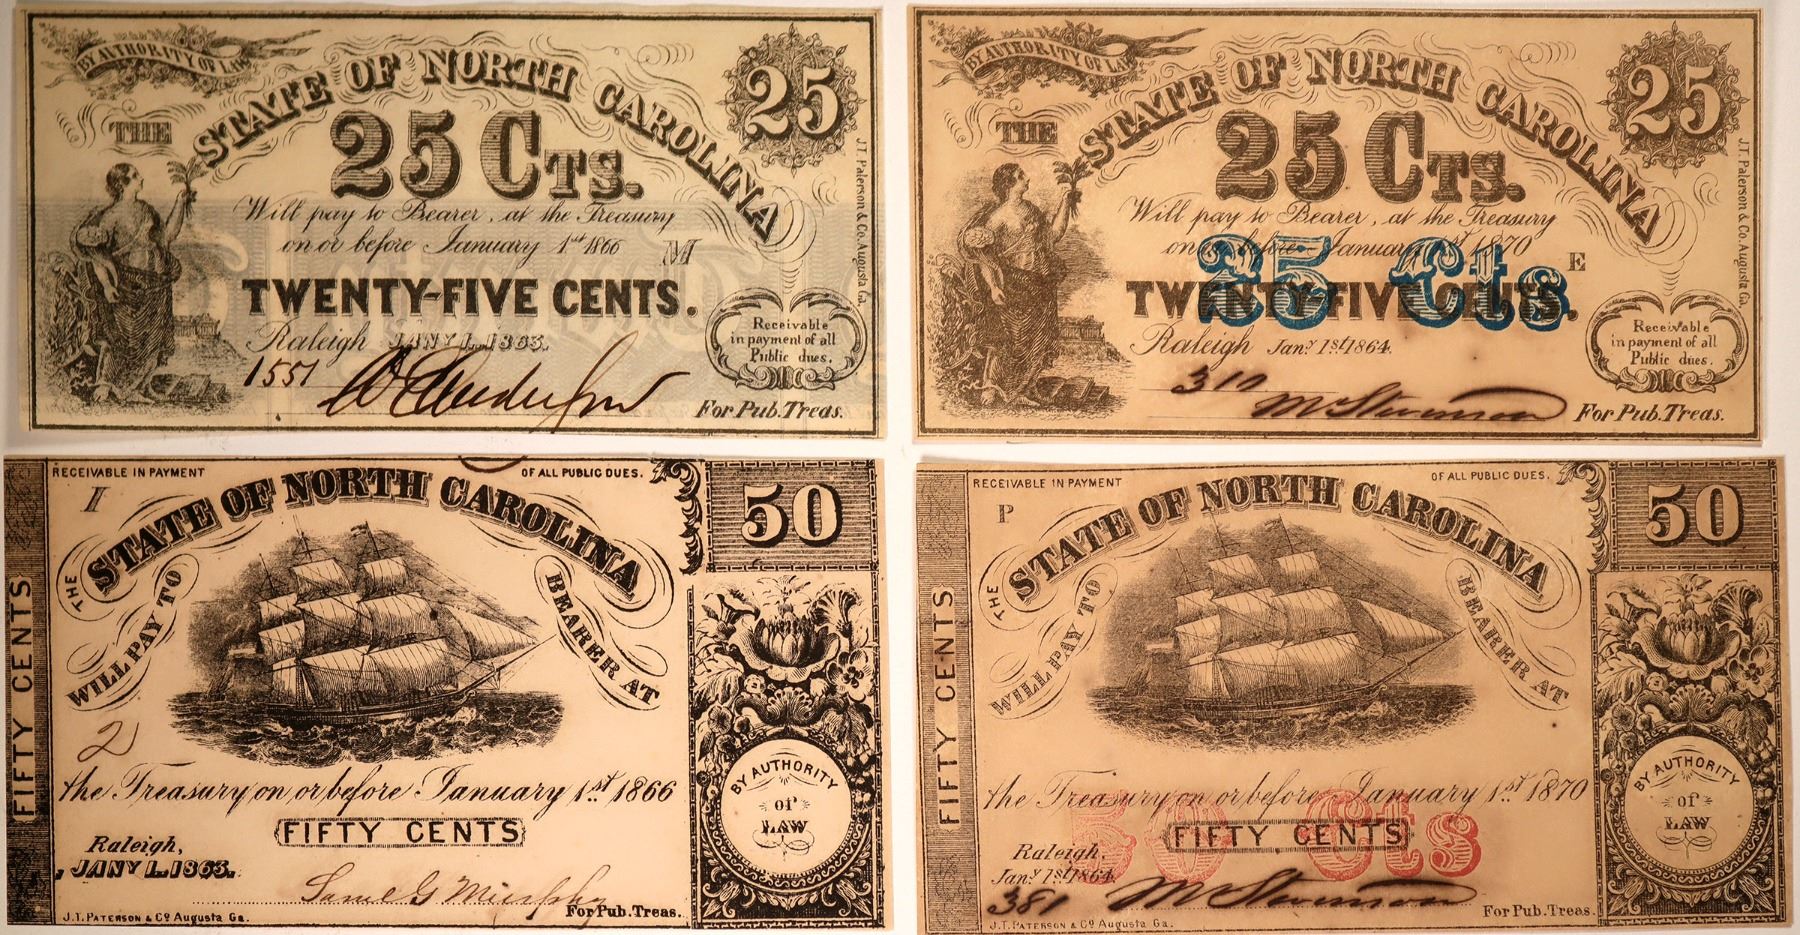 BY AUTHORITY OF LAW
THE STATE OF NORTH CAROLINA
25
25 CTS.
Will pay to Bearer, at the Treasury
on or before January 1st 1866 M
TWENTY-FIVE CENTS.
Raleigh JANY 1. 1863.
1551
Receivable
in payment of all
Public dues.
For Pub. Treas.
J.T. Paterson & Co. Augusta Ga.
BY AUTHORITY OF LAW
THE STATE OF NORTH CAROLINA
25
25 CTS.
Will pay to Bearer, at the Treasury
on or before January 1st 1870 E
25 Cts
TWENTY-FIVE CENTS.
Raleigh Jany 1st 1864.
310
Receivable
in payment of all
Public dues.
For Pub. Treas.
J.T. Paterson & Co. Augusta Ga.
FIFTY CENTS
RECEIVABLE IN PAYMENT OF ALL PUBLIC DUES.
I
THE STATE OF NORTH CAROLINA
50
WILL PAY TO BEARER AT
2
the Treasury on or before January 1st 1866
FIFTY CENTS
Raleigh,
JANY 1. 1863.
Saml G Murphy
For Pub. Treas.
J.T. PATERSON & Co Augusta Ga.
BY AUTHORITY
OF
LAW
FIFTY CENTS
RECEIVABLE IN PAYMENT OF ALL PUBLIC DUES.
P
THE STATE OF NORTH CAROLINA
50
WILL PAY TO BEARER AT
the Treasury on or before January 1st 1870
50 Cts
FIFTY CENTS
Raleigh,
Jany 1st 1864
381
For Pub. Treas.
J.T. PATERSON & Co Augusta Ga.
BY AUTHORITY
OF
LAW